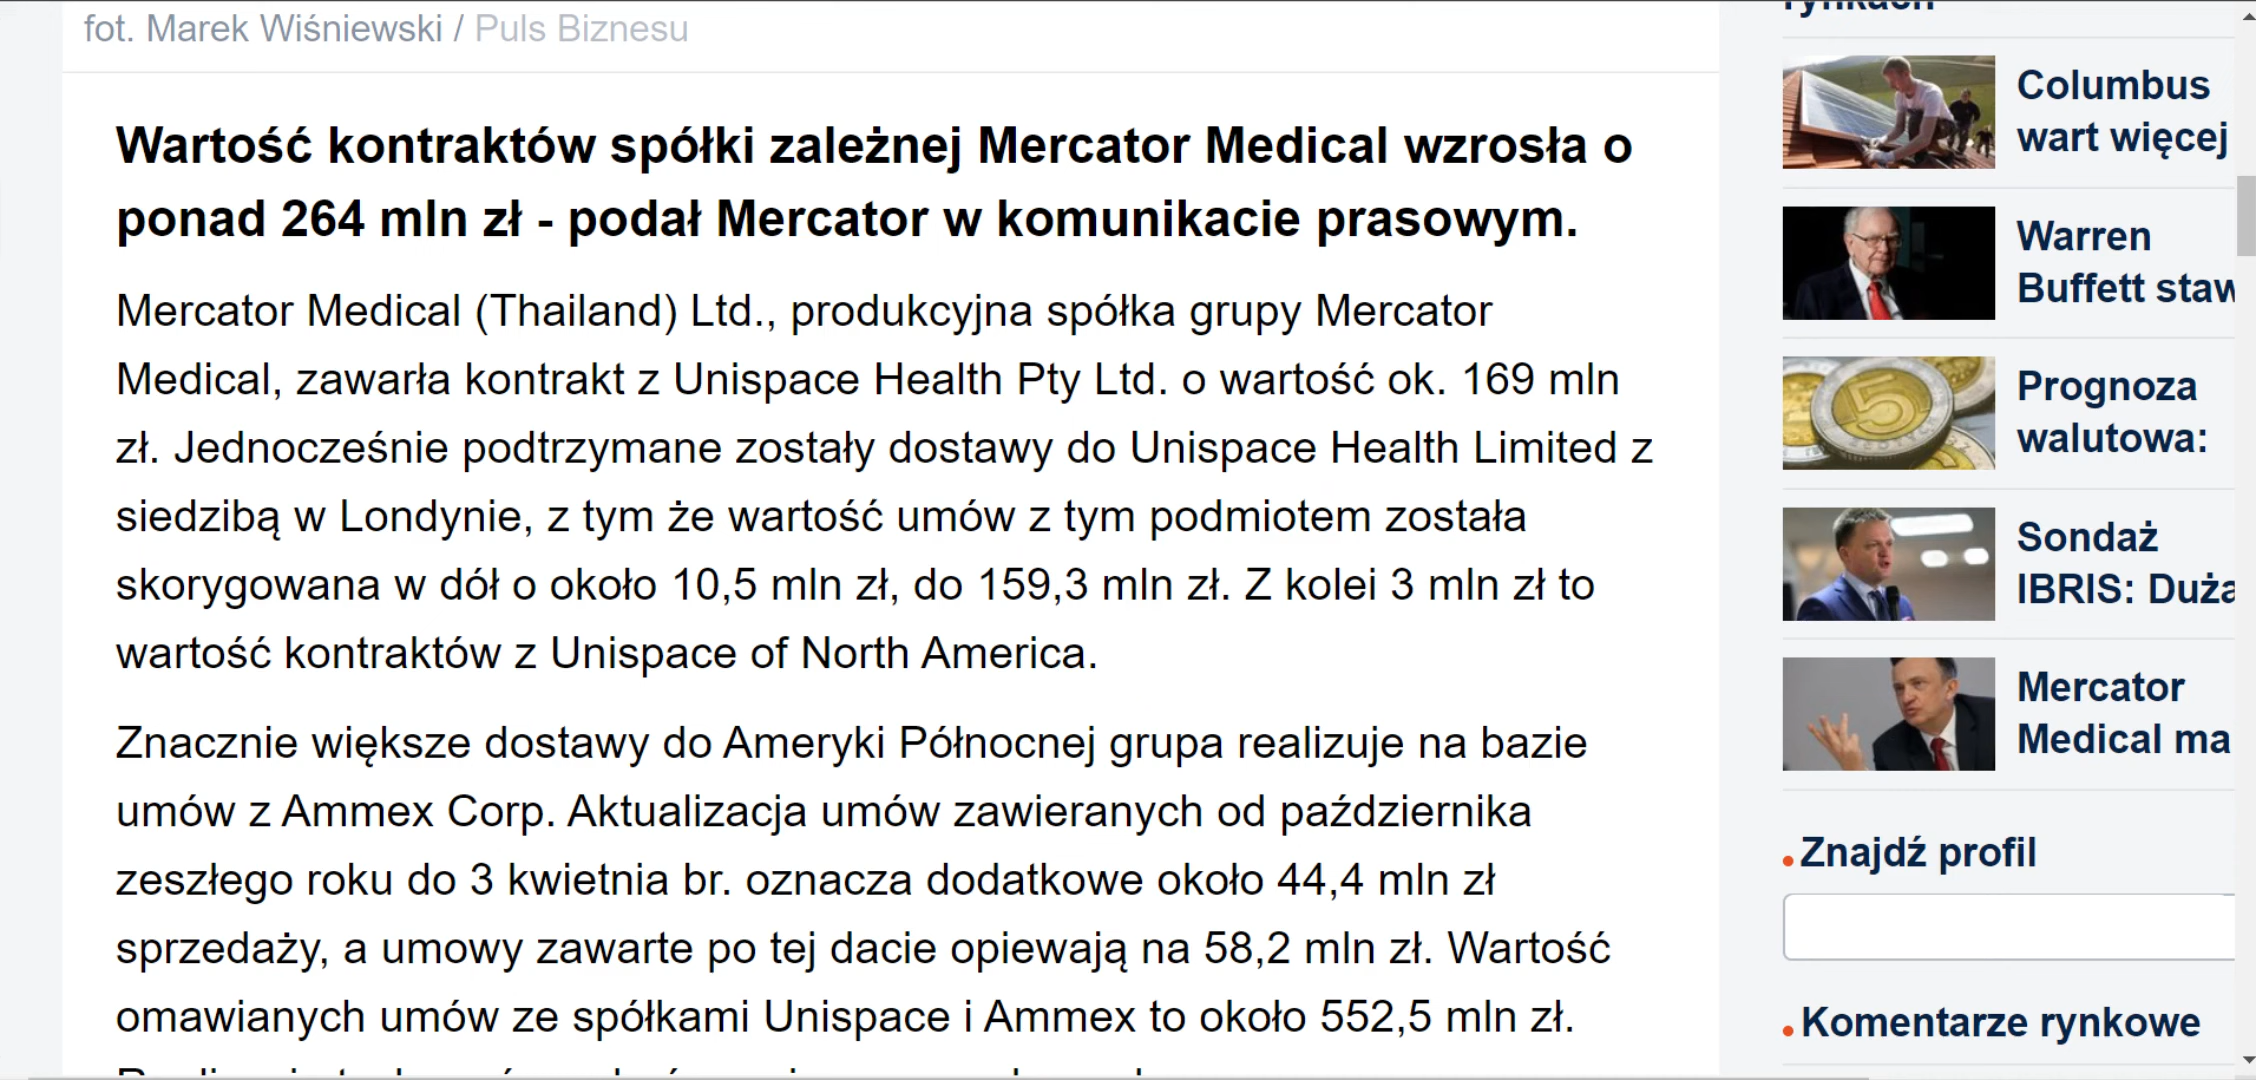 fot. Marek Wiśniewski / Puls Biznesu
Wartość kontraktów spółki zależnej Mercator Medical wzrosła o
ponad 264 mln zł - podał Mercator w komunikacie prasowym.
Mercator Medical (Thailand) Ltd., produkcyjna spółka grupy Mercator
Medical, zawarła kontrakt z Unispace Health Pty Ltd. o wartość ok. 169 mln
zł. Jednocześnie podtrzymane zostały dostawy do Unispace Health Limited z
siedzibą w Londynie, z tym że wartość umów z tym podmiotem została
skorygowana w dół o około 10,5 mln zł, do 159,3 mln zł. Z kolei 3 mln zł to
wartość kontraktów z Unispace of North America.
Znacznie większe dostawy do Ameryki Północnej grupa realizuje na bazie
umów z Ammex Corp. Aktualizacja umów zawieranych od października
zeszłego roku do 3 kwietnia br. oznacza dodatkowe około 44,4 mln zł
sprzedaży, a umowy zawarte po tej dacie opiewają na 58,2 mln zł. Wartość
omawianych umów ze spółkami Unispace i Ammex to około 552,5 mln zł.
rynkach
Columbus
wart więcej
Warren
Buffett staw
Prognoza
walutowa:
Sondaż
IBRIS: Duża
Mercator
Medical ma
Znajdź profil
Komentarze rynkowe